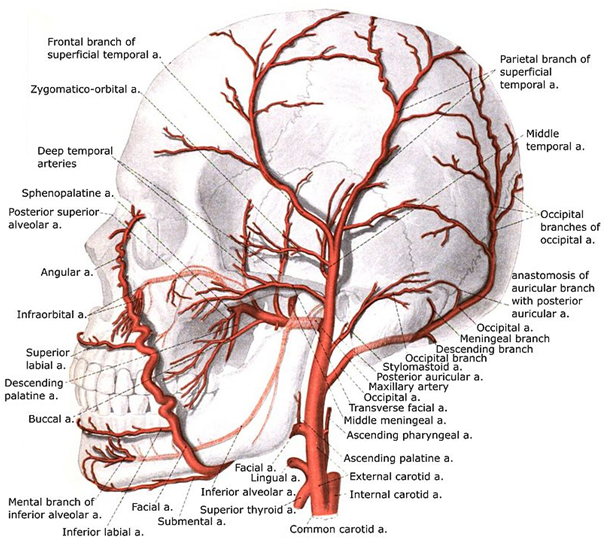 Frontal branch of
superficial temporal a.
Zygomatico-orbital a.
Deep temporal
arteries
Sphenopalatine a.
Posterior superior
alveolar a.
Angular a.
Infraorbital a.
Superior
labial a.
Descending
palatine a.
Buccal a.
Mental branch of
inferior alveolar a.
Inferior labial a.
Facial a.
Submental a.
Facial a.
Lingual a.
Inferior alveolar a.
Superior thyroid a.
Common carotid a.
Parietal branch of
superficial
temporal a.
Middle
temporal a.
Occipital
branches of
occipital a.
anastomosis of
auricular branch
with posterior
auricular a.
Occipital a.
Meningeal branch
Descending branch
Occipital branch
Stylomastoid a.
Posterior auricular a.
Maxillary artery
Occipital a.
Transverse facial a.
Middle meningeal a.
Ascending pharyngeal a.
Ascending palatine a.
External carotid a.
Internal carotid a.